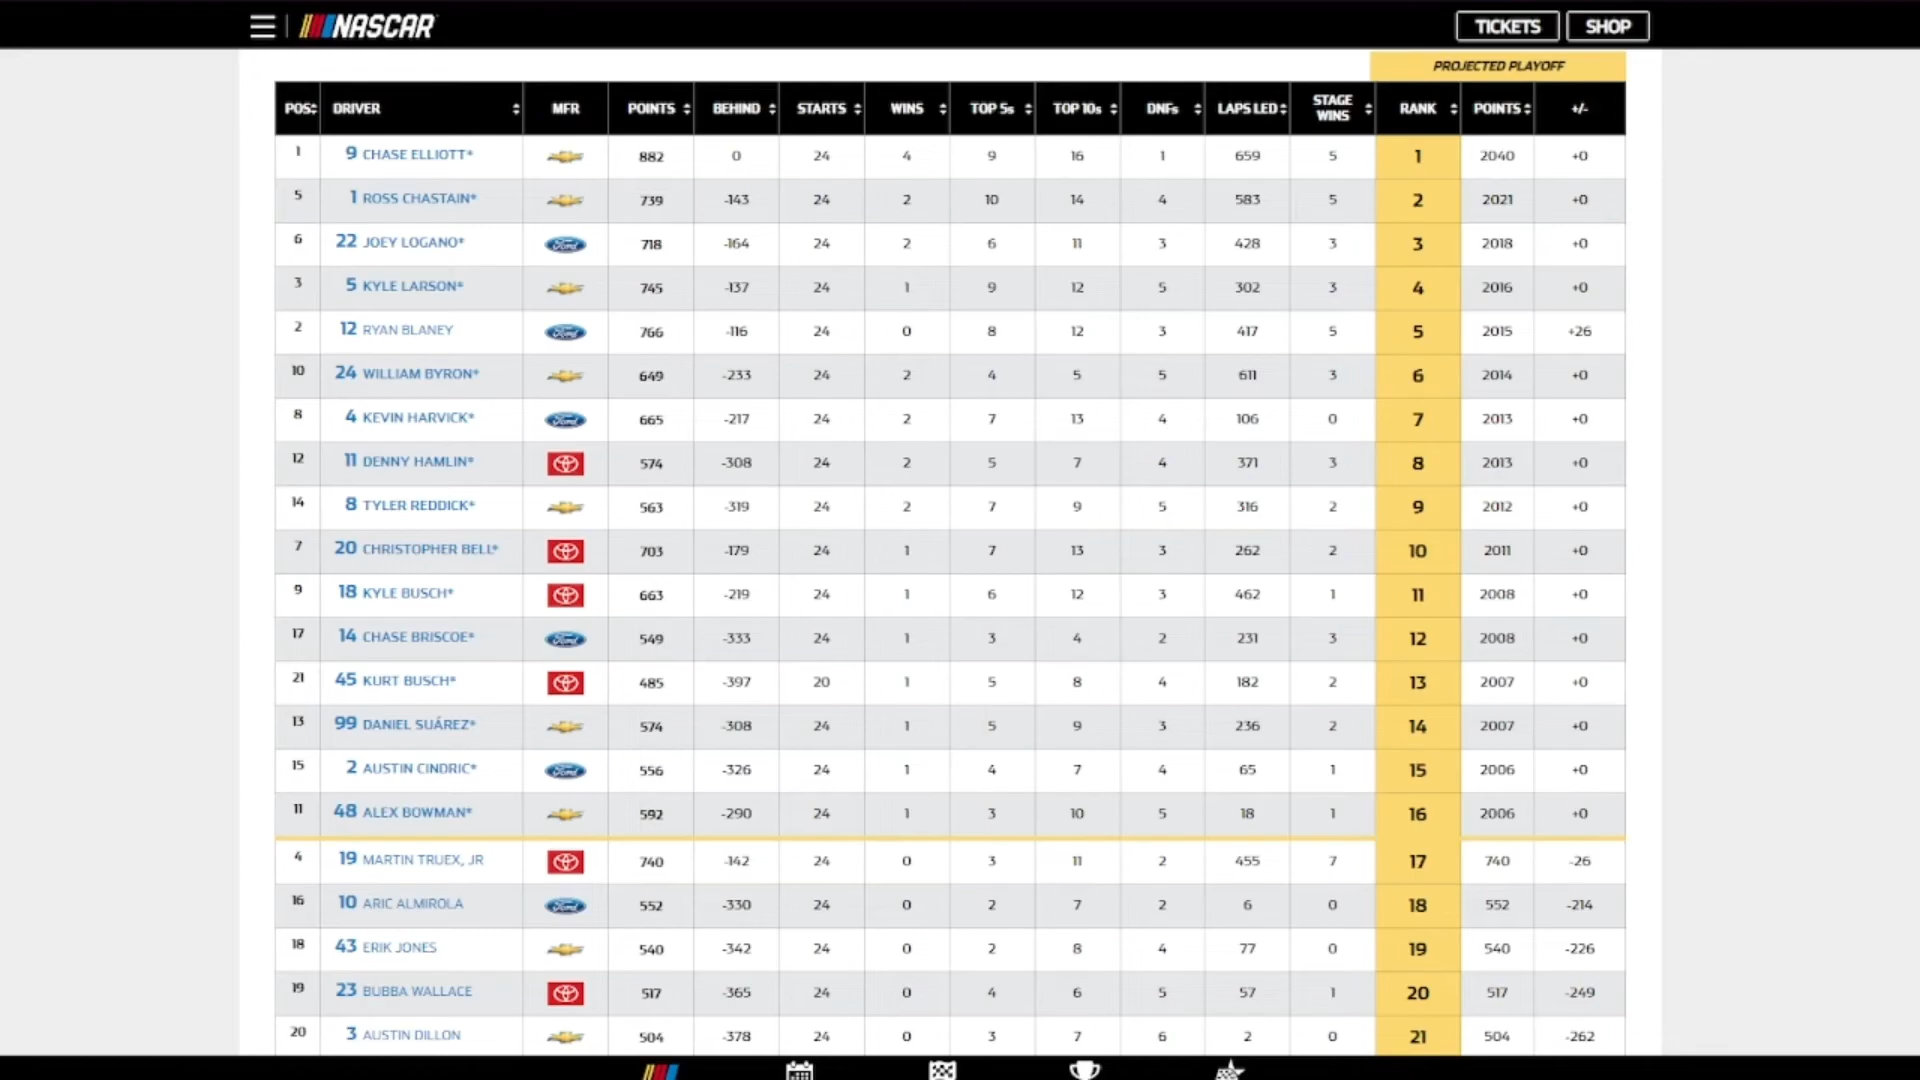 NASCAR TICKETS SHOP
PROJECTED PLAYOFF
POS DRIVER MFR POINTS BEHIND STARTS WINS TOP 5s TOP 10s DNFs LAPS LED STAGE WINS RANK POINTS +/-
1 9 CHASE ELLIOTT* 882 0 24 4 9 16 1 659 5 1 2040 +0
5 1 ROSS CHASTAIN* 739 -143 24 2 10 14 4 583 5 2 2021 +0
6 22 JOEY LOGANO* Ford 718 -164 24 2 6 11 3 428 3 3 2018 +0
3 5 KYLE LARSON* 745 -137 24 1 9 12 5 302 3 4 2016 +0
2 12 RYAN BLANEY Ford 766 -116 24 0 8 12 3 417 5 5 2015 +26
10 24 WILLIAM BYRON* 649 -233 24 2 4 5 5 611 3 6 2014 +0
8 4 KEVIN HARVICK* Ford 665 -217 24 2 7 13 4 106 0 7 2013 +0
12 11 DENNY HAMLIN* 574 -308 24 2 5 7 4 371 3 8 2013 +0
14 8 TYLER REDDICK* 563 -319 24 2 7 9 5 316 2 9 2012 +0
7 20 CHRISTOPHER BELL* 703 -179 24 1 7 13 3 262 2 10 2011 +0
9 18 KYLE BUSCH* 663 -219 24 1 6 12 3 462 1 11 2008 +0
17 14 CHASE BRISCOE* Ford 549 -333 24 1 3 4 2 231 3 12 2008 +0
21 45 KURT BUSCH* 485 -397 20 1 5 8 4 182 2 13 2007 +0
13 99 DANIEL SUÁREZ* 574 -308 24 1 5 9 3 236 2 14 2007 +0
15 2 AUSTIN CINDRIC* Ford 556 -326 24 1 4 7 4 65 1 15 2006 +0
11 48 ALEX BOWMAN* 592 -290 24 1 3 10 5 18 1 16 2006 +0
4 19 MARTIN TRUEX, JR 740 -142 24 0 3 11 2 455 7 17 740 -26
16 10 ARIC ALMIROLA Ford 552 -330 24 0 2 7 2 6 0 18 552 -214
18 43 ERIK JONES 540 -342 24 0 2 8 4 77 0 19 540 -226
19 23 BUBBA WALLACE 517 -365 24 0 4 6 5 57 1 20 517 -249
20 3 AUSTIN DILLON 504 -378 24 0 3 7 6 2 0 21 504 -262